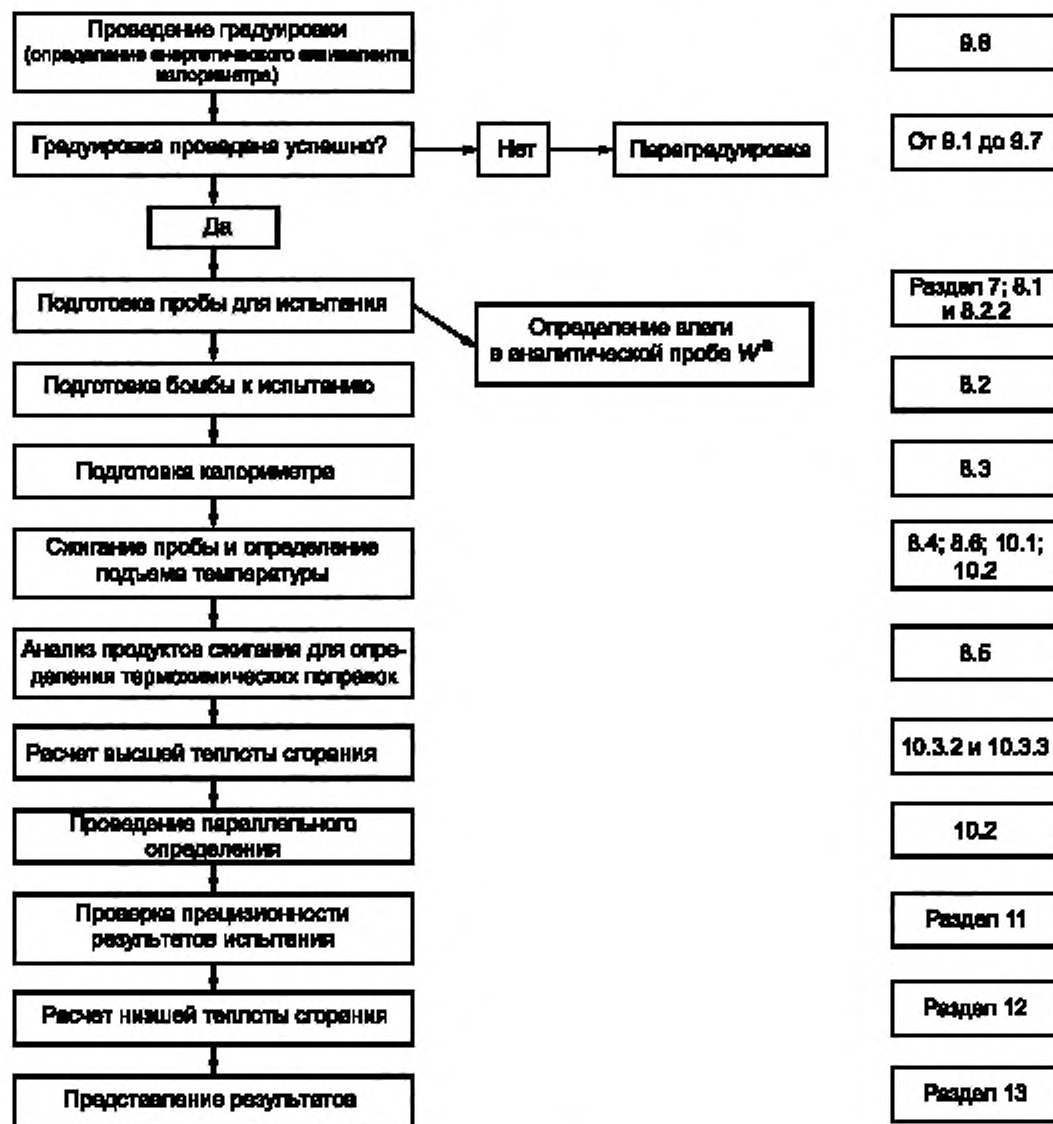 Проведение градуировки
(определение энергетического эквивалента
калориметра)
9.8
Градуировка проведена успешно?
Нет
Переградуировка
От 9.1 до 9.7
Да
Подготовка пробы для испытания
Определение влаги
в аналитической пробе Wᵃ
Раздел 7; 8.1
и 8.2.2
Подготовка бомбы к испытанию
8.2
Подготовка калориметра
8.3
Сжигание пробы и определение
подъема температуры
8.4; 8.6; 10.1;
10.2
Анализ продуктов сжигания для опре-
деления термохимических поправок
8.5
Расчет высшей теплоты сгорания
10.3.2 и 10.3.3
Проведение параллельного
определения
10.2
Проверка прецизионности
результатов испытания
Раздел 11
Расчет низшей теплоты сгорания
Раздел 12
Представление результатов
Раздел 13